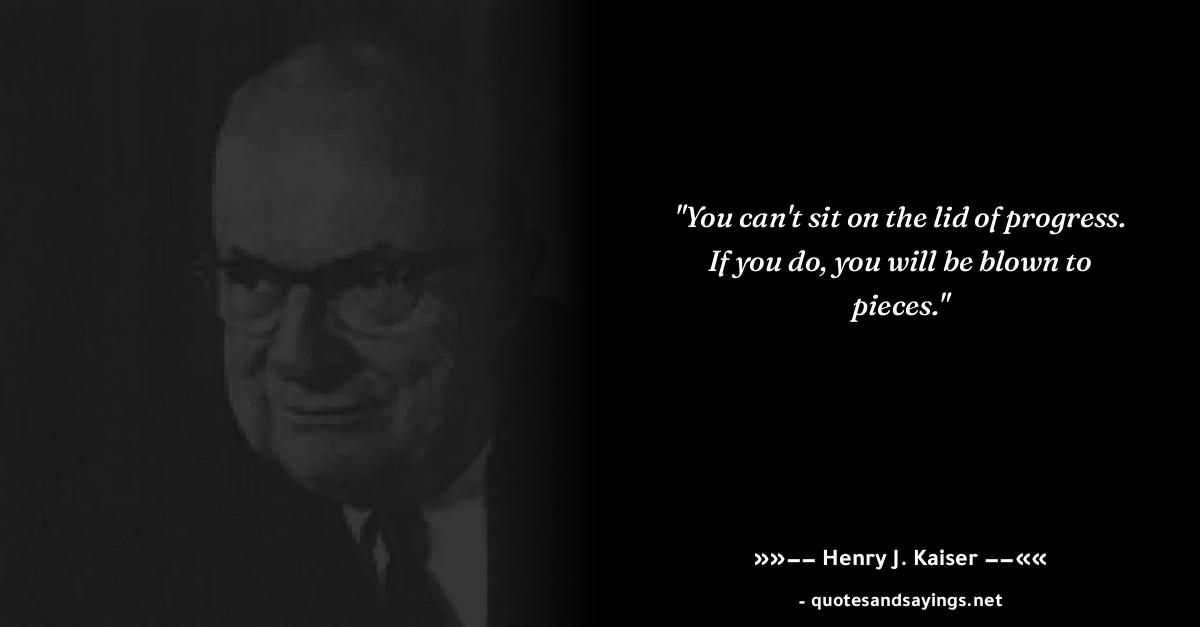 "You can't sit on the lid of progress.
If you do, you will be blown to
pieces."
»»–– Henry J. Kaiser ––««
- quotesandsayings.net